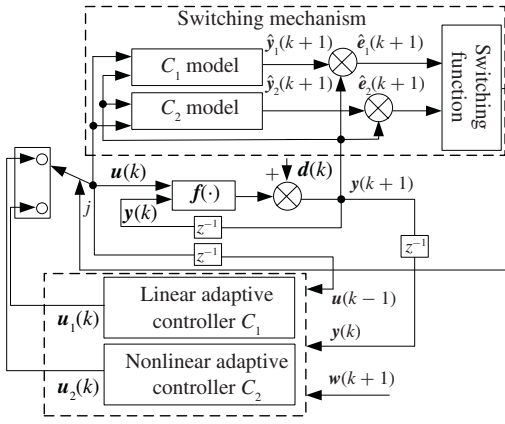 Switching mechanism
ŷ₁(k+1)
ê₁(k+1)
C₁ model
ŷ₂(k+1)
ê₂(k+1)
C₂ model
Switching function
u(k)
+
d(k)
f(·)
y(k+1)
y(k)
j
z⁻¹
z⁻¹
z⁻¹
Linear adaptive
controller C₁
u(k−1)
u₁(k)
y(k)
Nonlinear adaptive
controller C₂
u₂(k)
w(k+1)